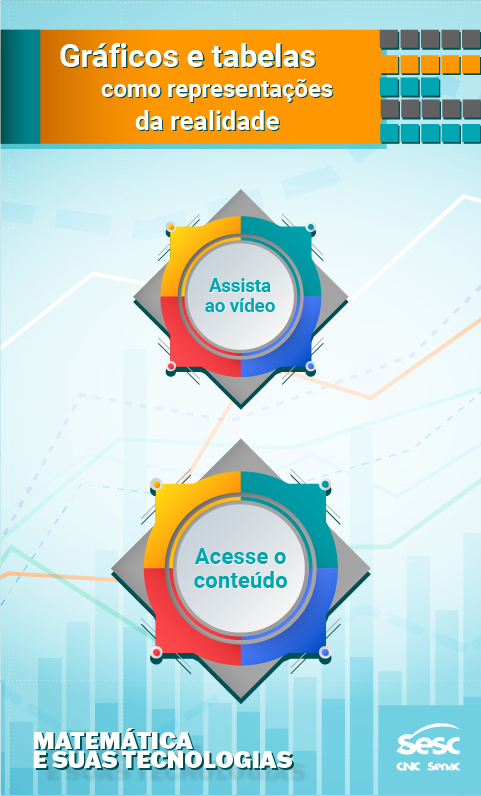 Gráficos e tabelas
como representações
da realidade
Assista
ao vídeo
Acesse o
conteúdo
MATEMÁTICA
E SUAS TECNOLOGIAS
Sesc
CNC Senac